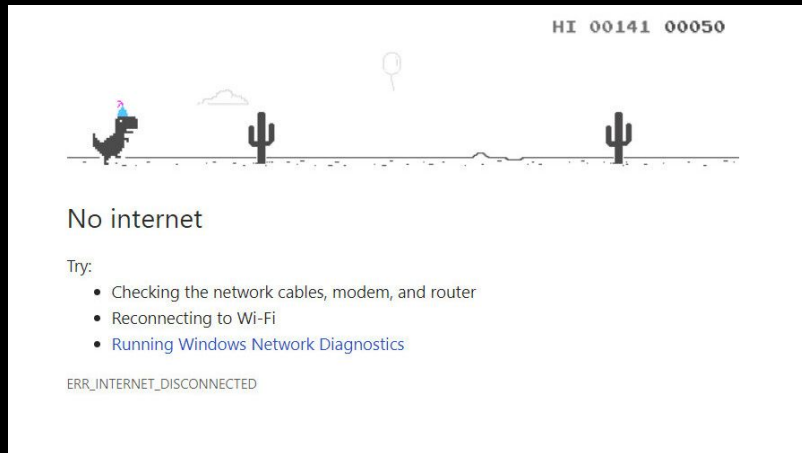 HI 00141 00050
No internet
Try:
• Checking the network cables, modem, and router
• Reconnecting to Wi-Fi
• Running Windows Network Diagnostics
ERR_INTERNET_DISCONNECTED